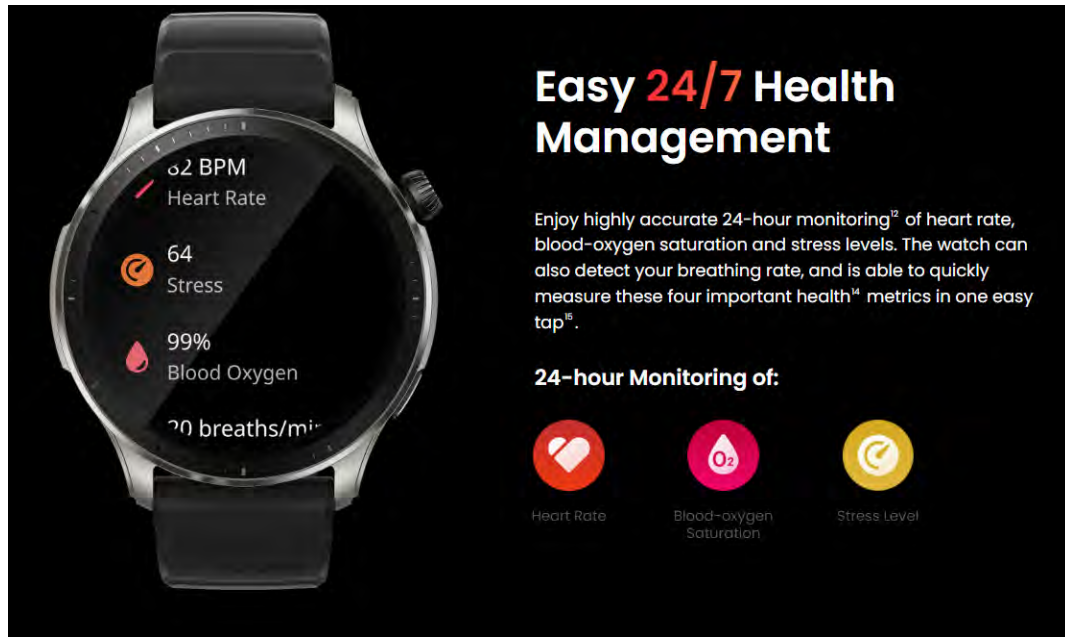 82 BPM
Heart Rate
64
Stress
99%
Blood Oxygen
20 breaths/min
Easy 24/7 Health
Management
Enjoy highly accurate 24-hour monitoring¹² of heart rate,
blood-oxygen saturation and stress levels. The watch can
also detect your breathing rate, and is able to quickly
measure these four important health¹⁴ metrics in one easy
tap¹⁵.
24-hour Monitoring of:
O₂
Heart Rate
Blood-oxygen
Saturation
Stress Level